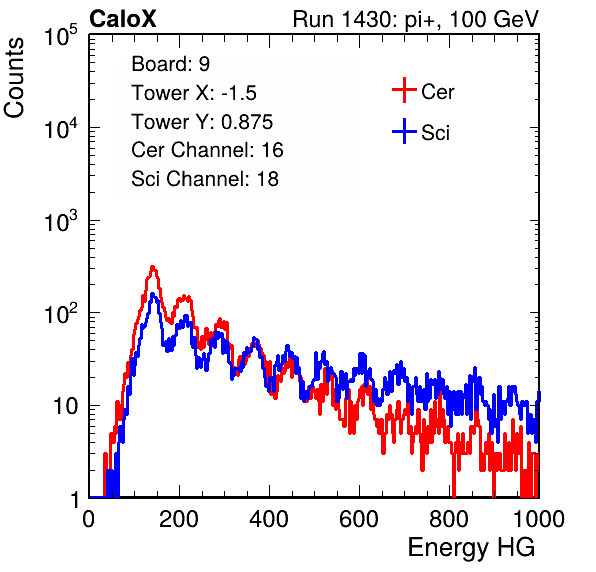 CaloX Run 1430: pi+, 100 GeV
Counts
Board: 9
Tower X: -1.5
Tower Y: 0.875
Cer Channel: 16
Sci Channel: 18
Cer
Sci
10^5
10^4
10^3
10^2
10
1
0 200 400 600 800 1000
Energy HG